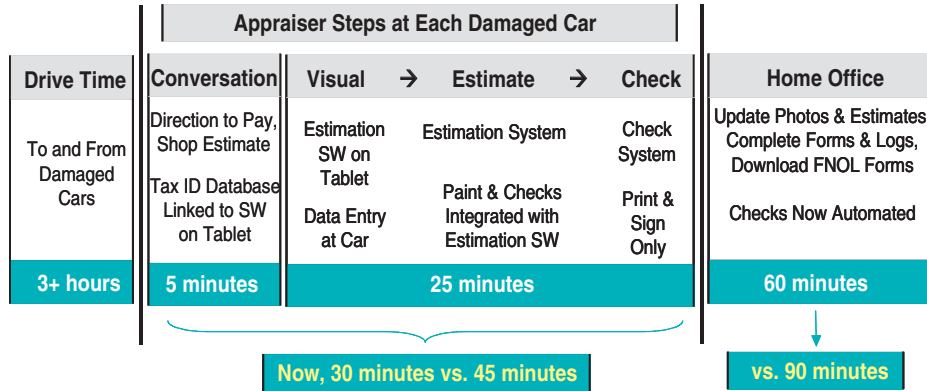 Appraiser Steps at Each Damaged Car
Drive Time
To and From
Damaged
Cars
3+ hours
Conversation
Direction to Pay,
Shop Estimate
Tax ID Database
Linked to SW
on Tablet
5 minutes
Visual → Estimate → Check
Estimation
SW on
Tablet
Data Entry
at Car
Estimation System
Paint & Checks
Integrated with
Estimation SW
Check
System
Print &
Sign
Only
25 minutes
Home Office
Update Photos & Estimates
Complete Forms & Logs,
Download FNOL Forms
Checks Now Automated
60 minutes
Now, 30 minutes vs. 45 minutes
vs. 90 minutes